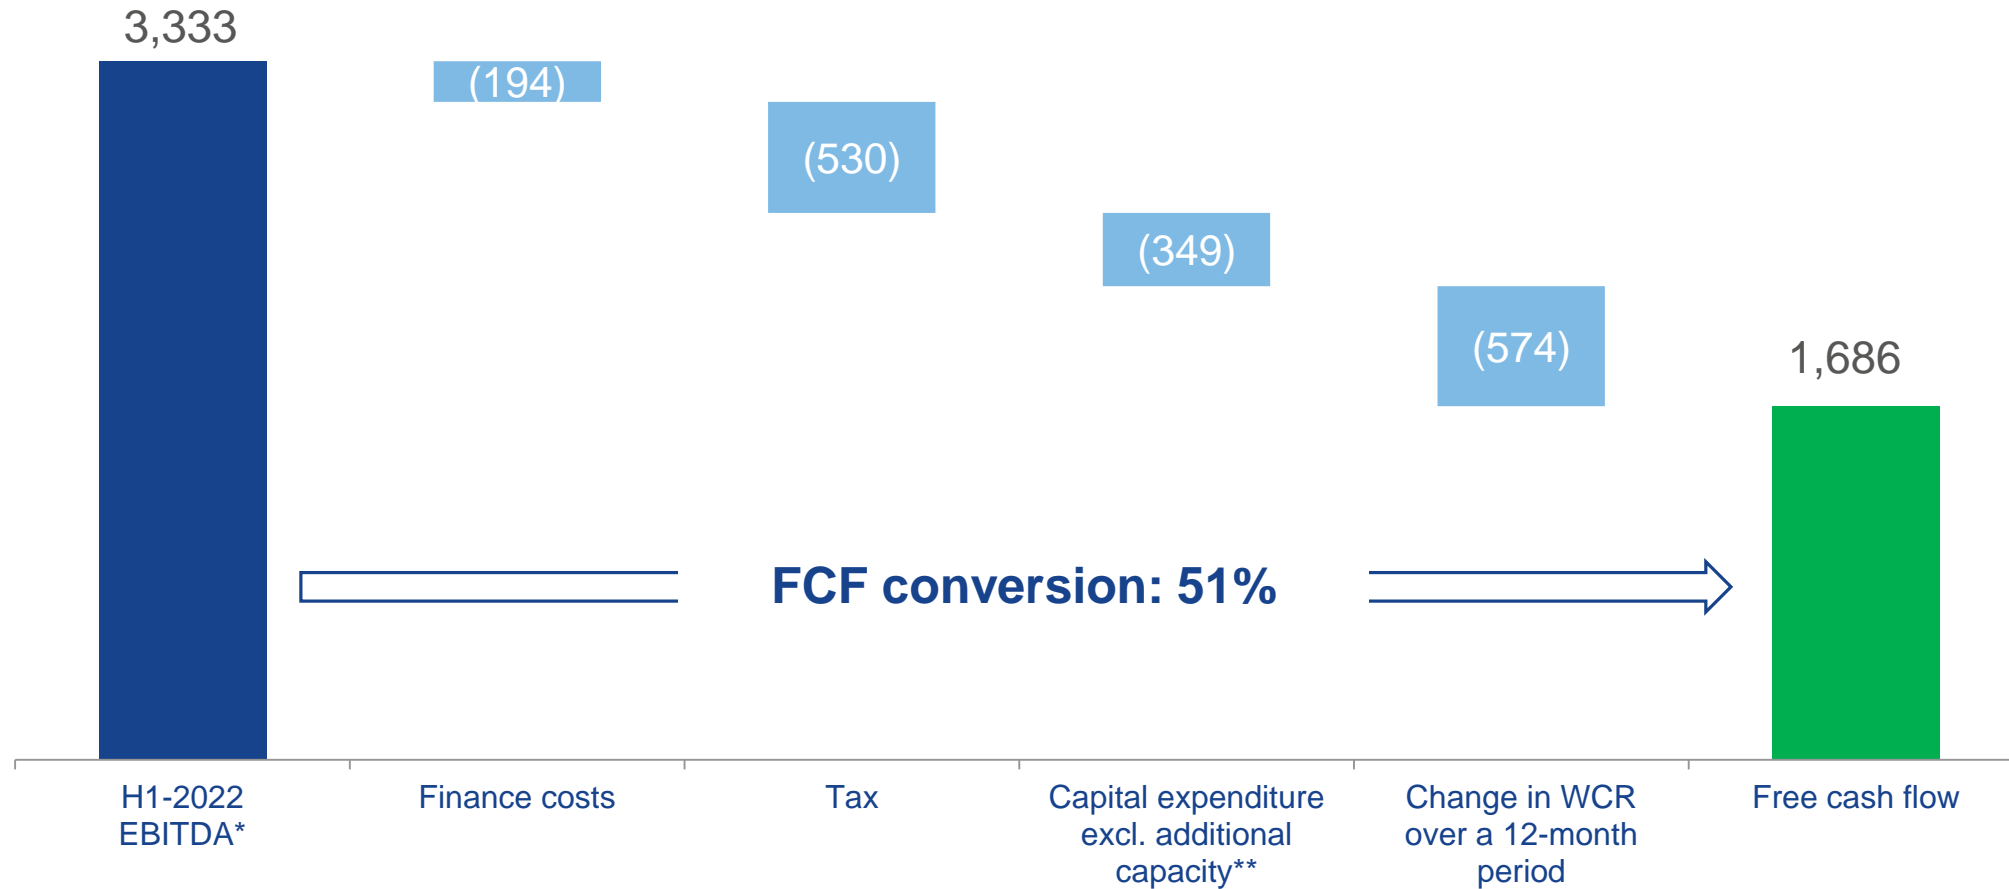 3,333
(194)
(530)
(349)
(574)
1,686
FCF conversion: 51%
H1-2022
EBITDA*
Finance costs
Tax
Capital expenditure
excl. additional
capacity**
Change in WCR
over a 12-month
period
Free cash flow